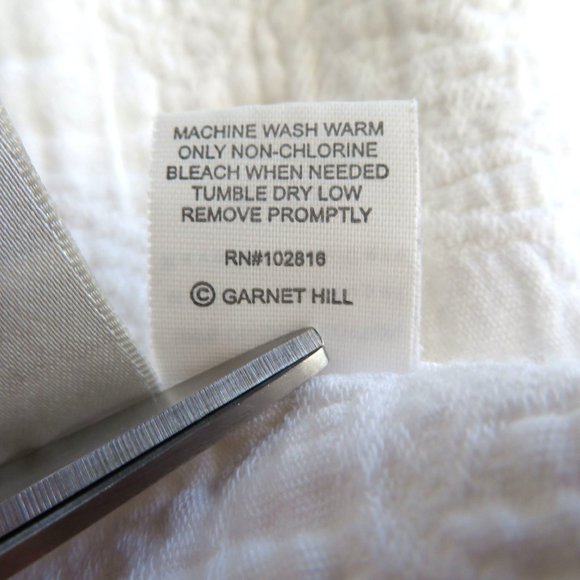 MACHINE WASH WARM
ONLY NON-CHLORINE
BLEACH WHEN NEEDED
TUMBLE DRY LOW
REMOVE PROMPTLY
RN#102816
© GARNET HILL